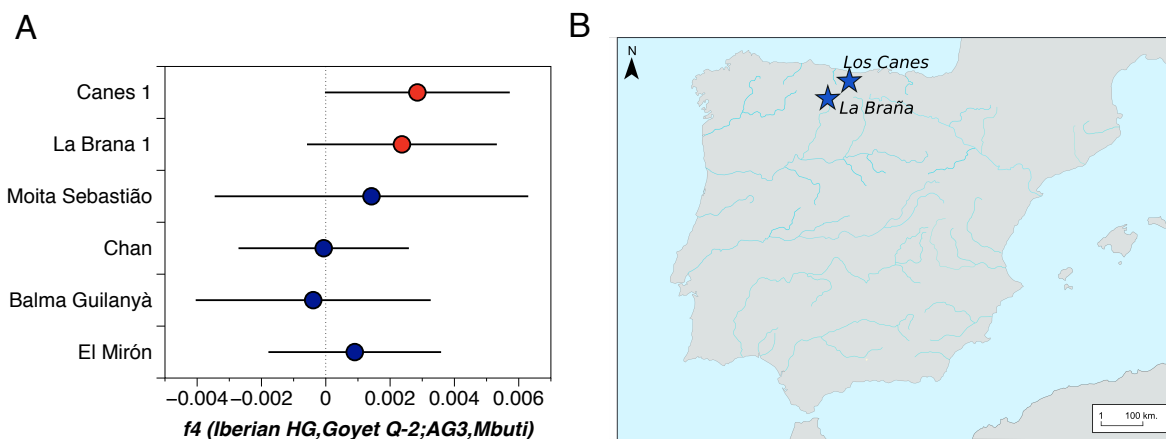 A
Canes 1
La Brana 1
Moita Sebastião
Chan
Balma Guilanyà
El Mirón
−0.004 −0.002 0 0.002 0.004 0.006
f4 (Iberian HG,Goyet Q-2;AG3,Mbuti)
B
N
Los Canes
La Braña
1 100 km.